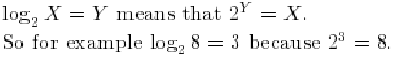 log₂ X = Y means that 2^Y = X.
So for example log₂ 8 = 3 because 2³ = 8.